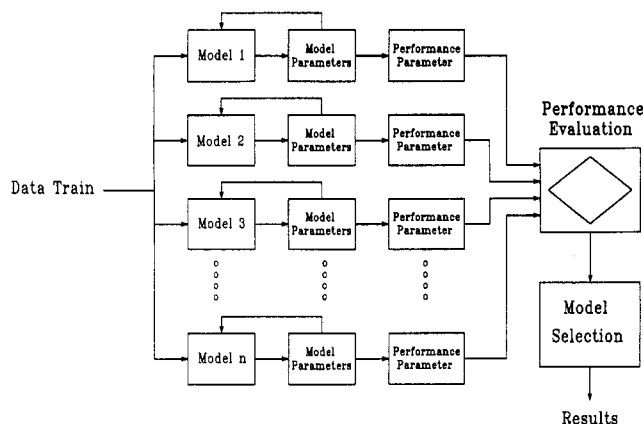 Model 1
Model
Parameters
Performance
Parameter
Performance
Evaluation
Model 2
Model
Parameters
Performance
Parameter
Data Train
Model 3
Model
Parameters
Performance
Parameter
Model n
Model
Parameters
Performance
Parameter
Model
Selection
Results